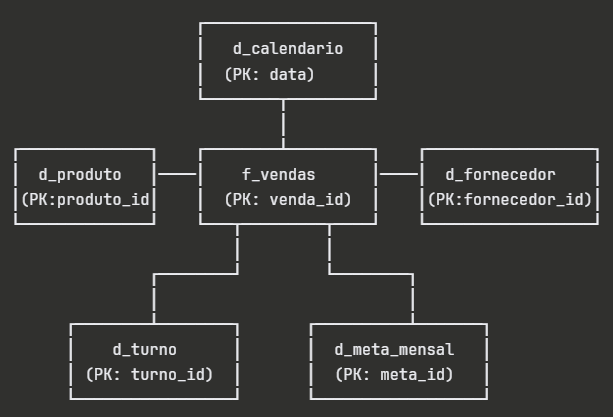 d_calendario
(PK: data)
d_produto
(PK:produto_id
f_vendas
(PK: venda_id)
d_fornecedor
(PK:fornecedor_id)
d_turno
(PK: turno_id)
d_meta_mensal
(PK: meta_id)